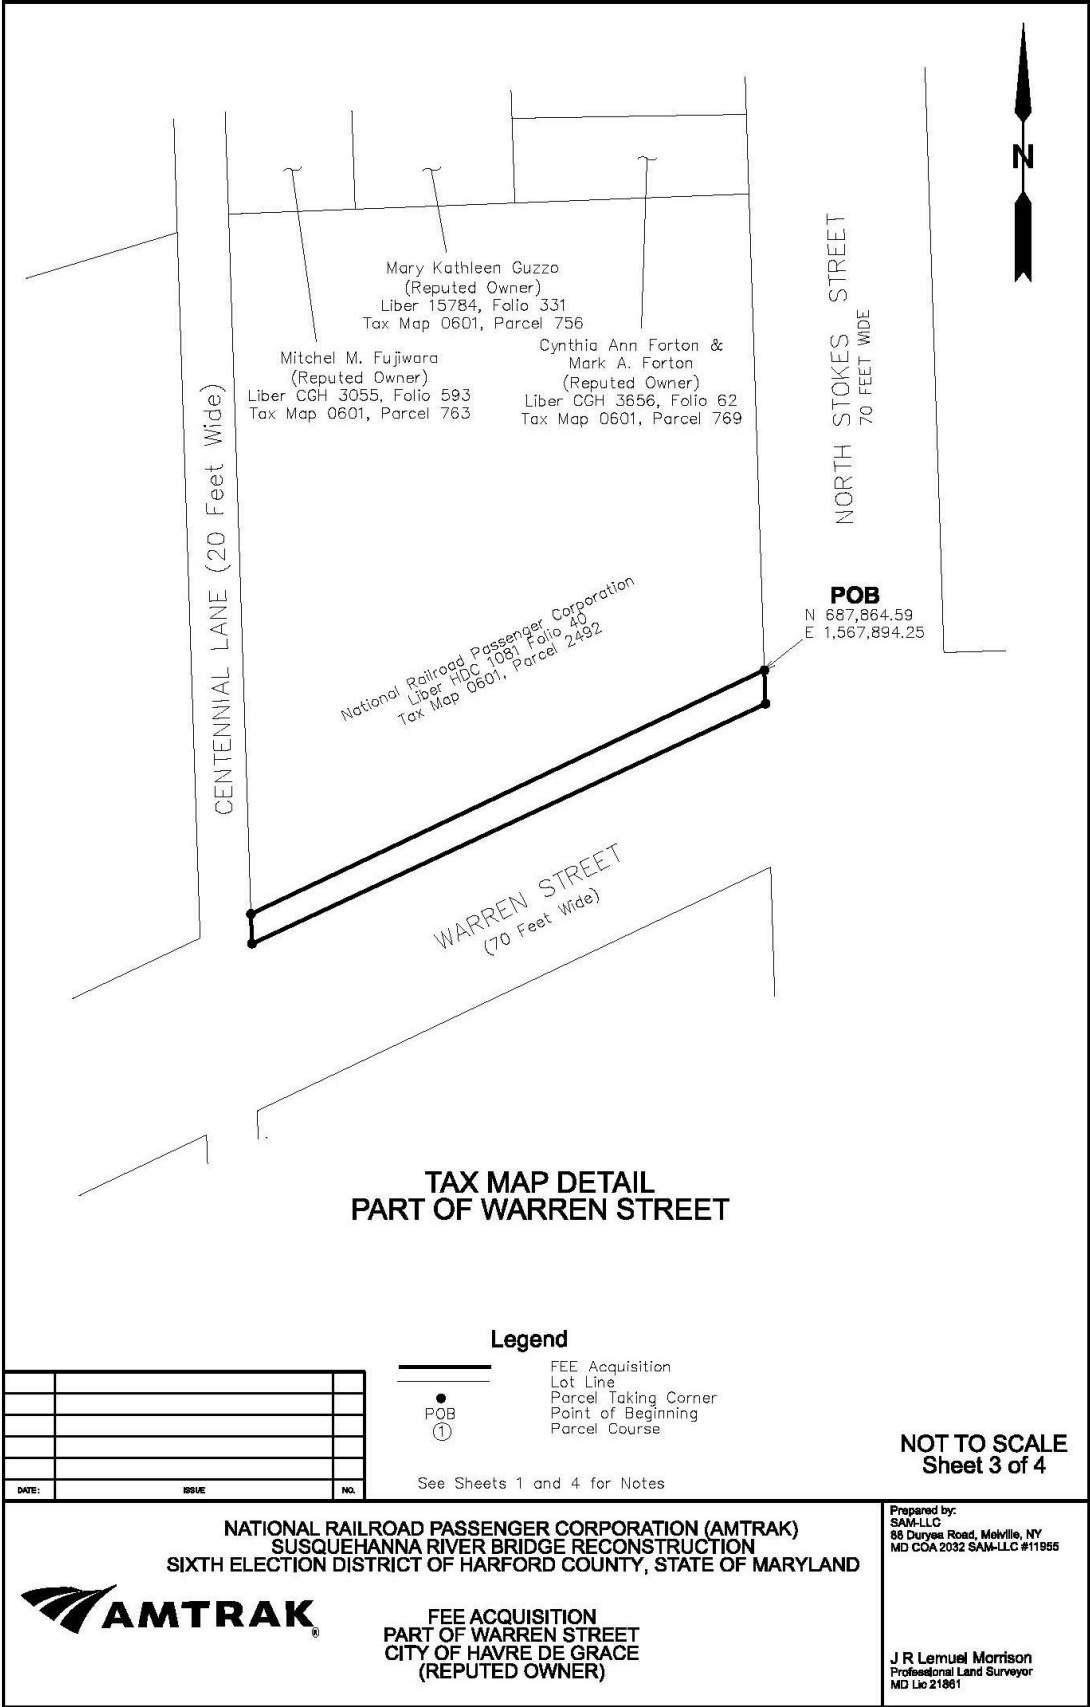 N
Mary Kathleen Guzzo
(Reputed Owner)
Liber 15784, Folio 331
Tax Map 0601, Parcel 756
Mitchel M. Fujiwara
(Reputed Owner)
Liber CGH 3055, Folio 593
Tax Map 0601, Parcel 763
Cynthia Ann Forton &
Mark A. Forton
(Reputed Owner)
Liber CGH 3656, Folio 62
Tax Map 0601, Parcel 769
NORTH STOKES STREET
70 FEET WIDE
CENTENNIAL LANE (20 Feet Wide)
POB
N 687,864.59
E 1,567,894.25
National Railroad Passenger Corporation
Liber HDC 1081 Folio 40
Tax Map 0601, Parcel 2492
WARREN STREET
(70 Feet Wide)
TAX MAP DETAIL
PART OF WARREN STREET
Legend
FEE Acquisition
Lot Line
Parcel Taking Corner
POB Point of Beginning
1 Parcel Course
See Sheets 1 and 4 for Notes
NOT TO SCALE
Sheet 3 of 4
DATE: ISSUE NO.
NATIONAL RAILROAD PASSENGER CORPORATION (AMTRAK)
SUSQUEHANNA RIVER BRIDGE RECONSTRUCTION
SIXTH ELECTION DISTRICT OF HARFORD COUNTY, STATE OF MARYLAND
AMTRAK®
FEE ACQUISITION
PART OF WARREN STREET
CITY OF HAVRE DE GRACE
(REPUTED OWNER)
Prepared by:
SAM-LLC
88 Duryea Road, Melville, NY
MD COA 2032 SAM-LLC #11955
J R Lemuel Morrison
Professional Land Surveyor
MD Lic 21861